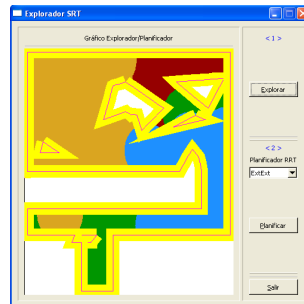 Explorador SRT
Gráfico Explorador/Planificador
< 1 >
Explorar
< 2 >
Planificador RRT
ExtExt
Planificar
Salir